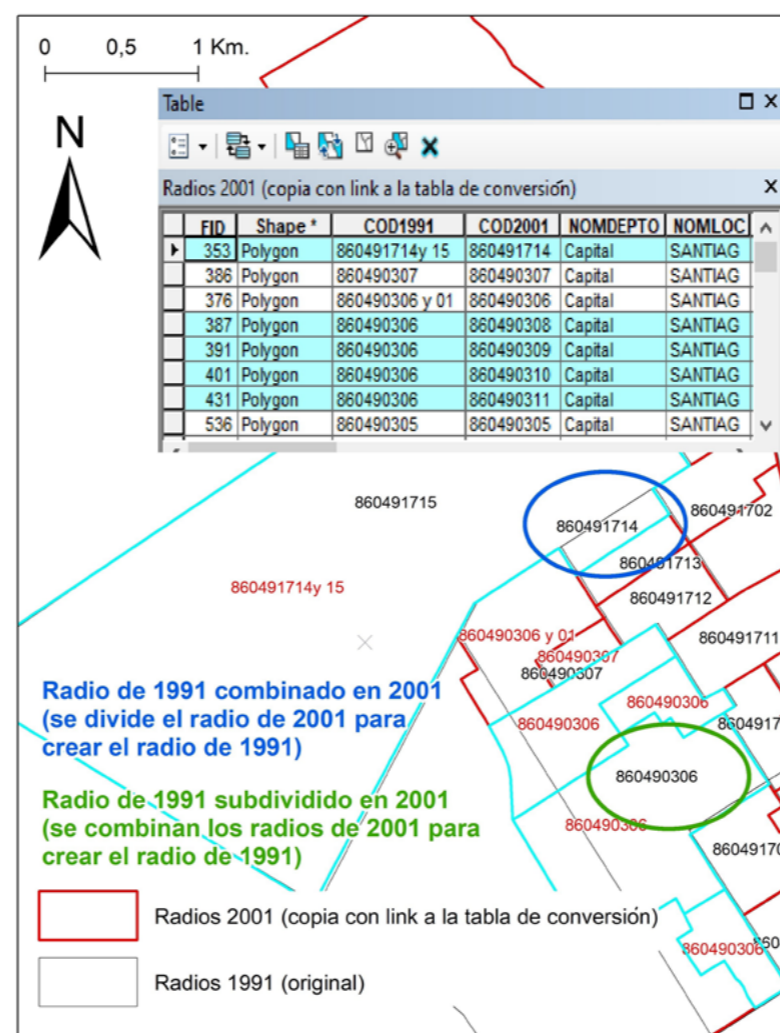 0 0,5 1 Km.
N
Table
Radios 2001 (copia con link a la tabla de conversión)
FID Shape * COD1991 COD2001 NOMDEPTO NOMLOC
353 Polygon 860491714y 15 860491714 Capital SANTIAG
386 Polygon 860490307 860490307 Capital SANTIAG
376 Polygon 860490306 y 01 860490306 Capital SANTIAG
387 Polygon 860490306 860490308 Capital SANTIAG
391 Polygon 860490306 860490309 Capital SANTIAG
401 Polygon 860490306 860490310 Capital SANTIAG
431 Polygon 860490306 860490311 Capital SANTIAG
536 Polygon 860490305 860490305 Capital SANTIAG
860491715
860491702
860491714
860491713
860491714y 15
860491712
860490306 y 01
860491711
860490307
860490307
Radio de 1991 combinado en 2001
(se divide el radio de 2001 para
crear el radio de 1991)
860490306
860490306
8604917
860490306
Radio de 1991 subdividido en 2001
(se combinan los radios de 2001 para
crear el radio de 1991)
860490306
86049170
860490306
860
Radios 2001 (copia con link a la tabla de conversión)
Radios 1991 (original)